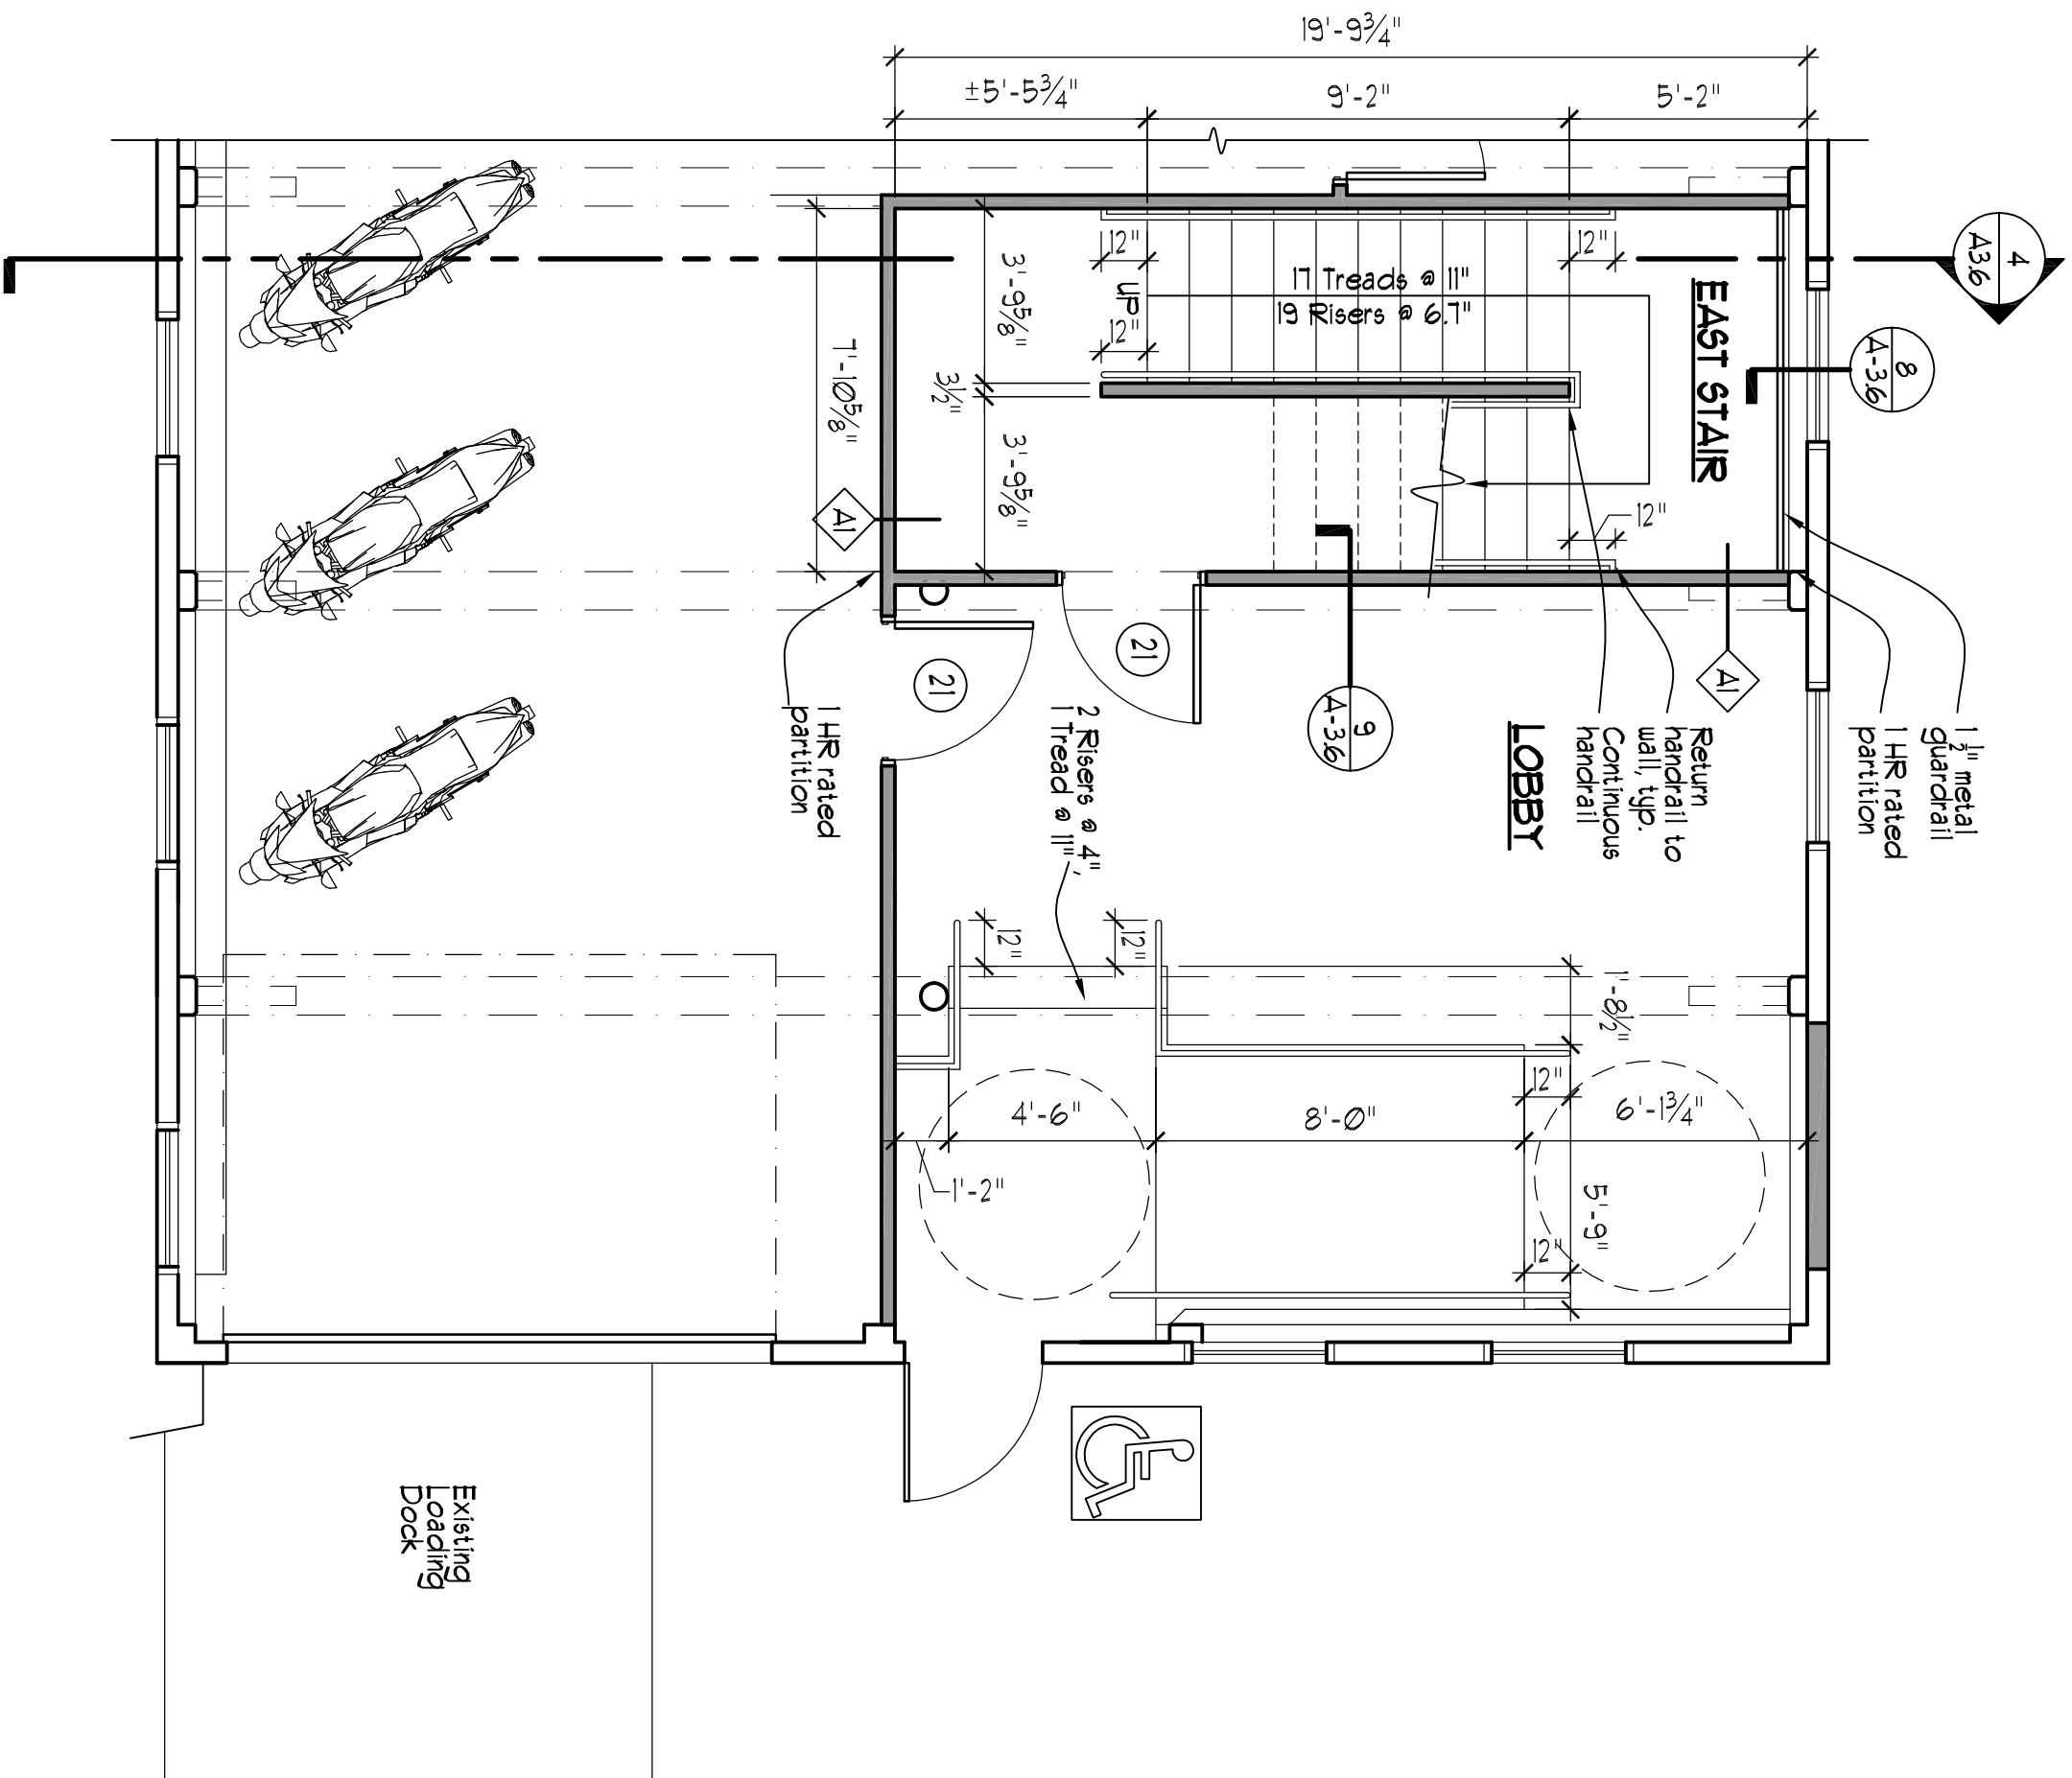 19'-9¾"
±5'-5¾"
9'-2"
5'-2"
4
A3.6
8
A-3.6
EAST STAIR
12"
12"
17 Treads @ 11"
19 Risers @ 6.7"
UP
12"
3'-9⅝"
3½"
3'-9⅝"
7'-10⅝"
12"
A1
A1
21
21
9
A-3.6
1½" metal
guardrail
1 HR rated
partition
Return
handrail to
wall, typ.
Continuous
handrail
LOBBY
2 Risers @ 4",
1 Tread @ 11"
1 HR rated
partition
12"
12"
1'-8½"
12"
4'-6"
8'-0"
6'-1¾"
1'-2"
5'-9"
12"
Existing
Loading
Dock